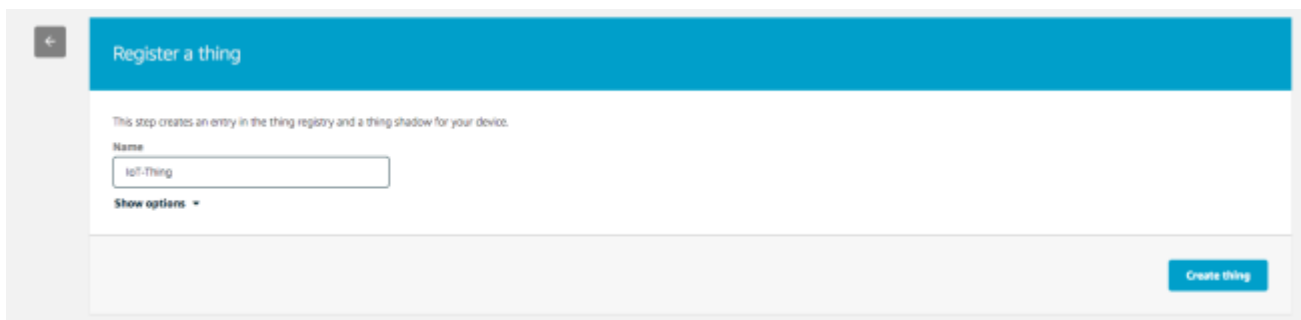 Register a thing
This step creates an entry in the thing registry and a thing shadow for your device.
Name
IoT-Thing
Show options
Create thing